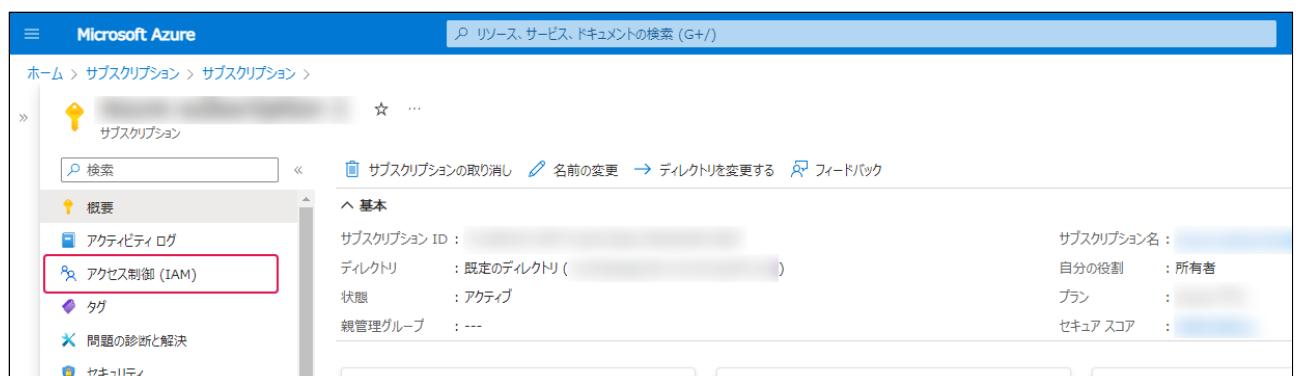 Microsoft Azure
リソース、サービス、ドキュメントの検索 (G+/)
ホーム > サブスクリプション > サブスクリプション >
サブスクリプション
検索
サブスクリプションの取り消し 名前の変更 ディレクトリを変更する フィードバック
概要
アクティビティ ログ
アクセス制御 (IAM)
タグ
問題の診断と解決
セキュリティ
基本
サブスクリプション ID :
ディレクトリ : 既定のディレクトリ ( )
状態 : アクティブ
親管理グループ : ---
サブスクリプション名 :
自分の役割 : 所有者
プラン :
セキュア スコア :